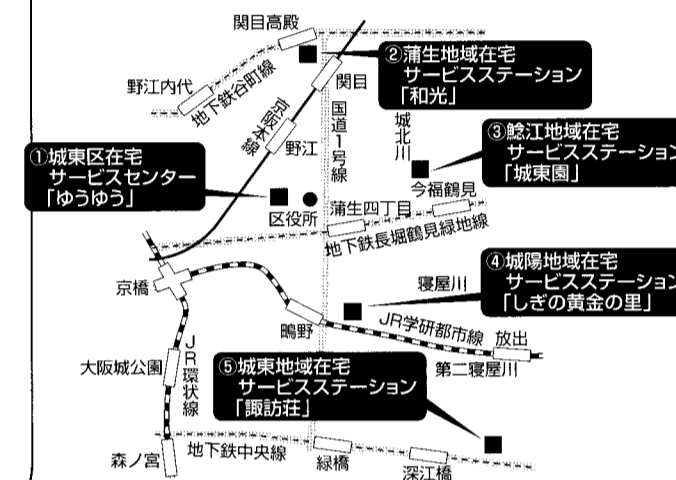 関目高殿
②蒲生地域在宅
サービスステーション
「和光」
関目
野江内代
地下鉄谷町線
京阪本線
国道1号線
城北川
野江
③鯰江地域在宅
サービスステーション
「城東園」
①城東区在宅
サービスセンター
「ゆうゆう」
今福鶴見
区役所
蒲生四丁目
地下鉄長堀鶴見緑地線
④城陽地域在宅
サービスステーション
「しぎの黄金の里」
寝屋川
京橋
鴫野
JR学研都市線
放出
大阪城公園
JR環状線
⑤城東地域在宅
サービスステーション
「諏訪荘」
第二寝屋川
地下鉄中央線
森ノ宮
緑橋
深江橋